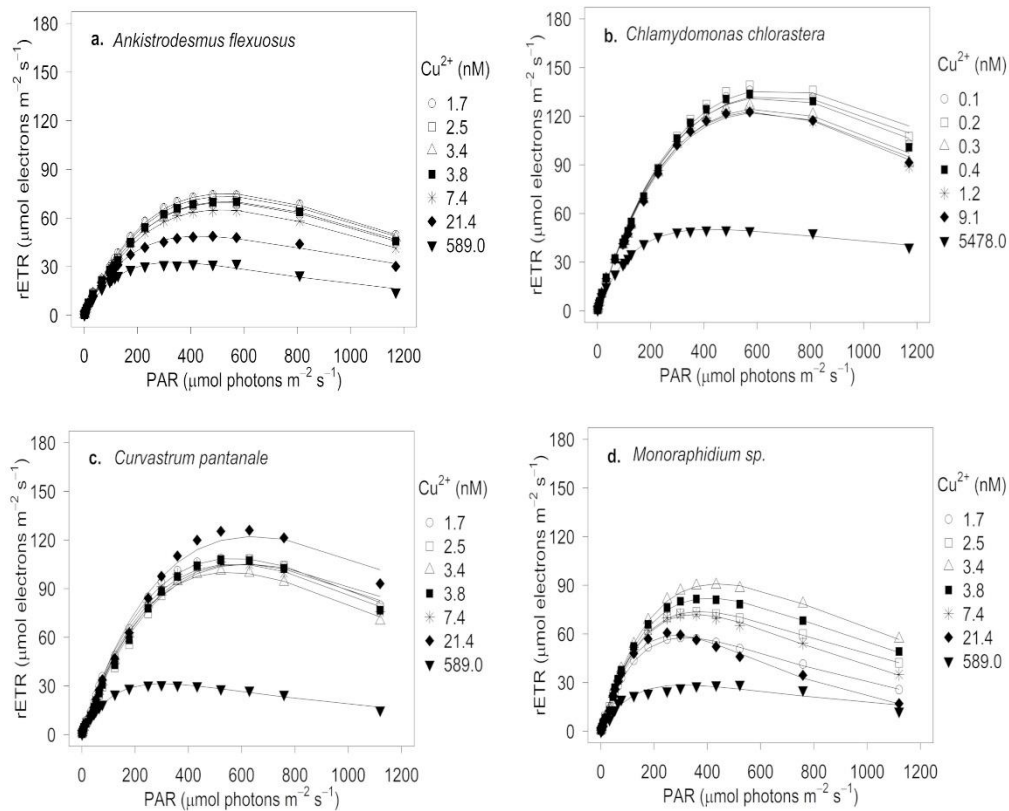 a. Ankistrodesmus flexuosus
rETR (μmol electrons m⁻² s⁻¹)
180
150
120
90
60
30
0
0 200 400 600 800 1000 1200
PAR (μmol photons m⁻² s⁻¹)
Cu²⁺ (nM)
1.7
2.5
3.4
3.8
7.4
21.4
589.0
b. Chlamydomonas chlorastera
rETR (μmol electrons m⁻² s⁻¹)
180
150
120
90
60
30
0
0 200 400 600 800 1000 1200
PAR (μmol photons m⁻² s⁻¹)
Cu²⁺ (nM)
0.1
0.2
0.3
0.4
1.2
9.1
5478.0
c. Curvastrum pantanale
rETR (μmol electrons m⁻² s⁻¹)
180
150
120
90
60
30
0
0 200 400 600 800 1000 1200
PAR (μmol photons m⁻² s⁻¹)
Cu²⁺ (nM)
1.7
2.5
3.4
3.8
7.4
21.4
589.0
d. Monoraphidium sp.
rETR (μmol electrons m⁻² s⁻¹)
180
150
120
90
60
30
0
0 200 400 600 800 1000 1200
PAR (μmol photons m⁻² s⁻¹)
Cu²⁺ (nM)
1.7
2.5
3.4
3.8
7.4
21.4
589.0